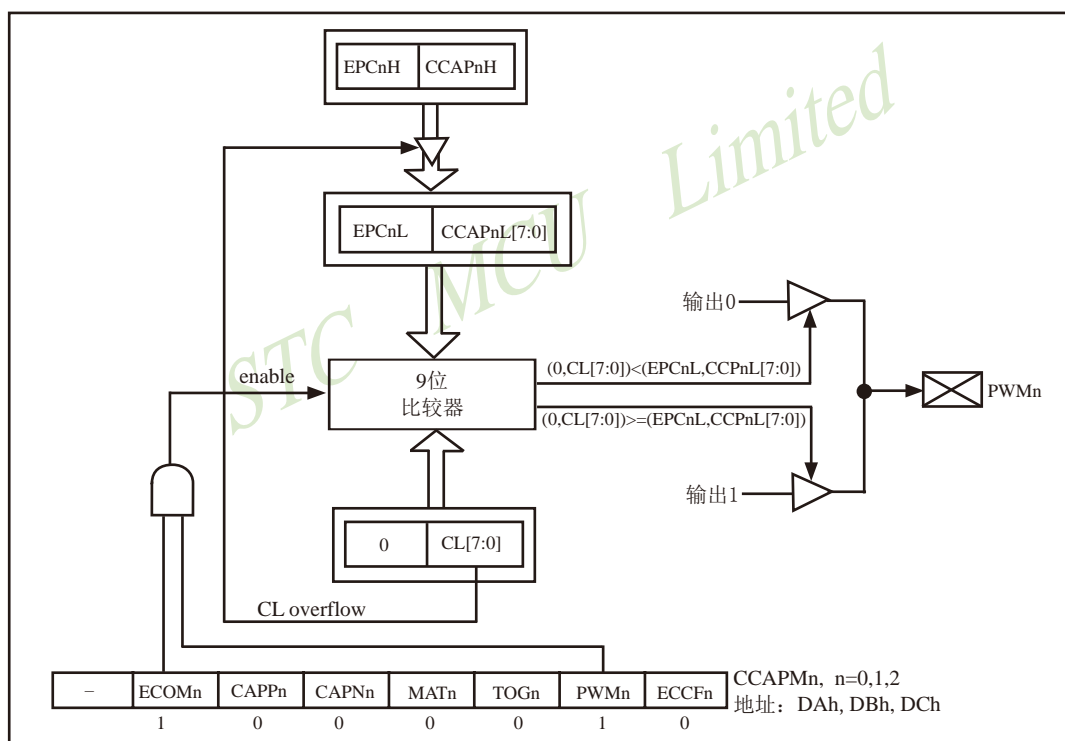 EPCnH CCAPnH
STC MCU Limited
EPCnL CCAPnL[7:0]
输出0
enable
9位
比较器
(0,CL[7:0])<(EPCnL,CCPnL[7:0])
(0,CL[7:0])>=(EPCnL,CCPnL[7:0])
PWMn
输出1
0 CL[7:0]
CL overflow
– ECOMn CAPPn CAPNn MATn TOGn PWMn ECCFn
1 0 0 0 0 1 0
CCAPMn, n=0,1,2
地址：DAh, DBh, DCh